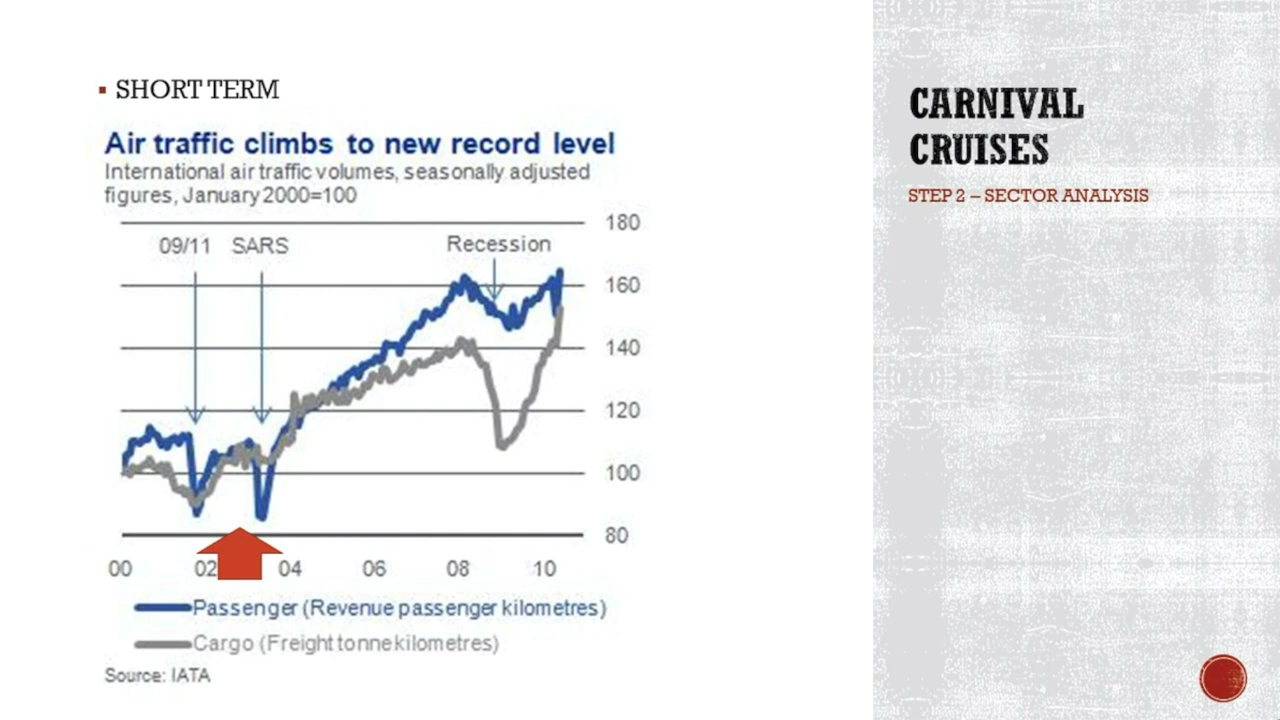 SHORT TERM
Air traffic climbs to new record level
International air traffic volumes, seasonally adjusted
figures, January 2000=100
180
09/11 SARS Recession
160
140
120
100
80
00 02 04 06 08 10
Passenger (Revenue passenger kilometres)
Cargo (Freight tonne kilometres)
Source: IATA
CARNIVAL
CRUISES
STEP 2 – SECTOR ANALYSIS